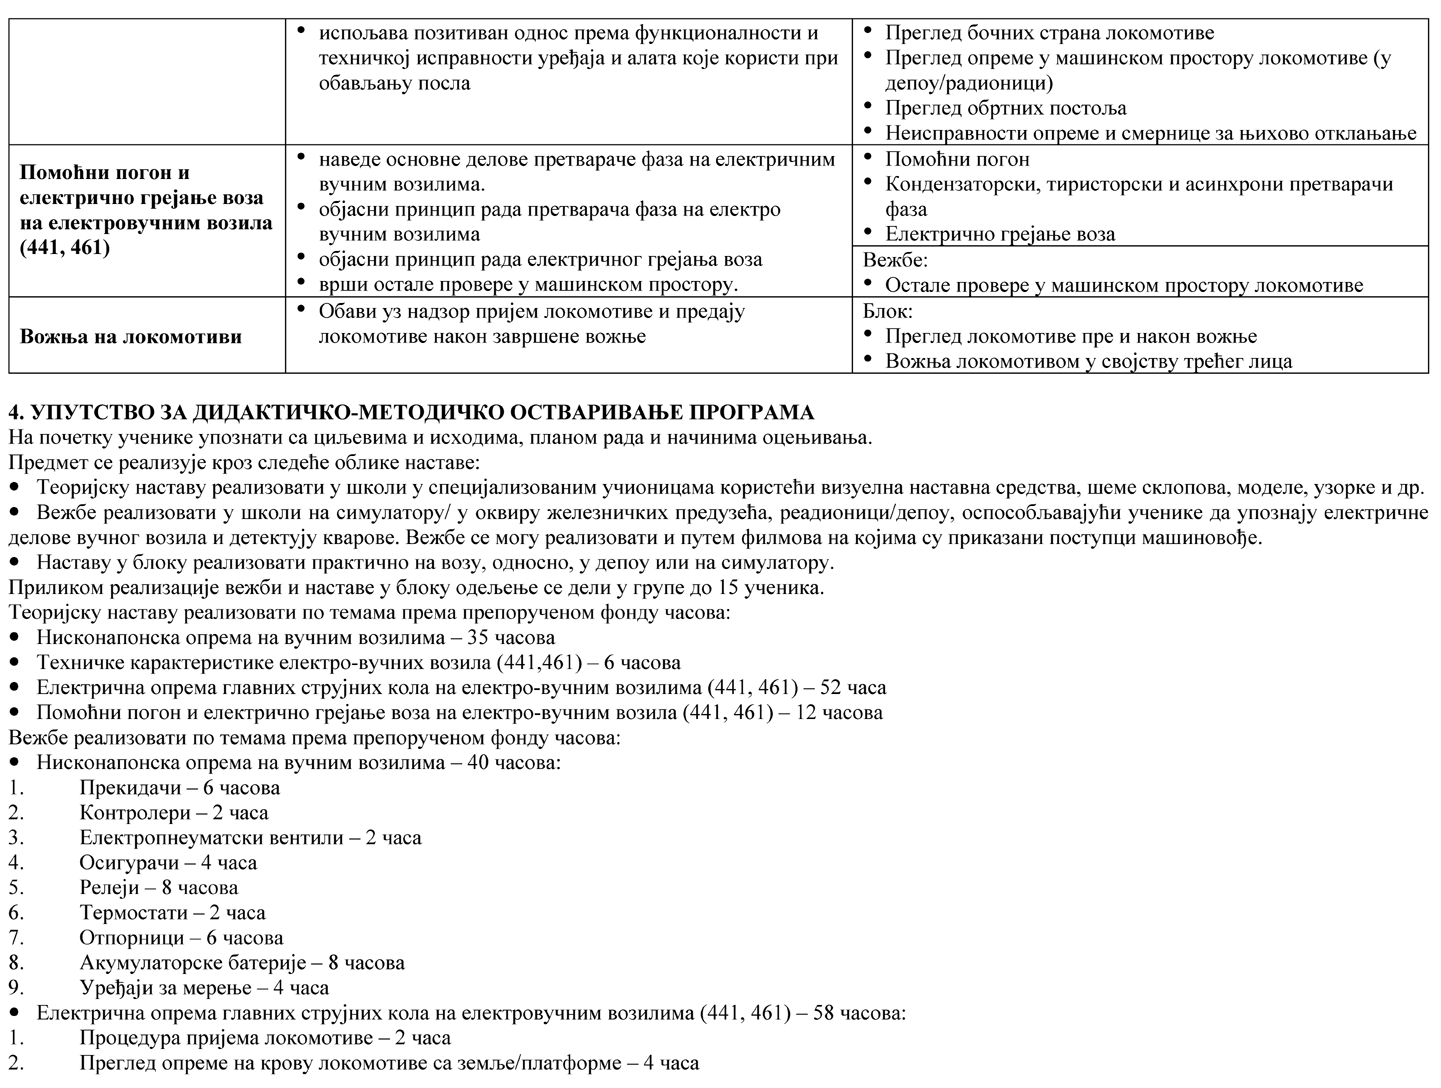 • испољава позитиван однос према функционалности и
техничкој исправности уређаја и алата које користи при
обављању посла
• Преглед бочних страна локомотиве
• Преглед опреме у машинском простору локомотиве (у
депоу/радионици)
• Преглед обртних постоља
• Неисправности опреме и смернице за њихово отклањање
Помоћни погон и
електрично грејање воза
на електровучним возила
(441, 461)
• наведе основне делове претвараче фаза на електричним
вучним возилима.
• објасни принцип рада претварача фаза на електро
вучним возилима
• објасни принцип рада електричног грејања воза
• врши остале провере у машинском простору.
• Помоћни погон
• Кондензаторски, тиристорски и асинхрони претварачи
фаза
• Електрично грејање воза
Вежбе:
• Остале провере у машинском простору локомотиве
Вожња на локомотиви
• Обави уз надзор пријем локомотиве и предају
локомотиве након завршене вожње
Блок:
• Преглед локомотиве пре и након вожње
• Вожња локомотивом у својству трећег лица
4. УПУТСТВО ЗА ДИДАКТИЧКО-МЕТОДИЧКО ОСТВАРИВАЊЕ ПРОГРАМА
На почетку ученике упознати са циљевима и исходима, планом рада и начинима оцењивања.
Предмет се реализује кроз следеће облике наставе:
• Теоријску наставу реализовати у школи у специјализованим учионицама користећи визуелна наставна средства, шеме склопова, моделе, узорке и др.
• Вежбе реализовати у школи на симулатору/ у оквиру железничких предузећа, реадионици/депоу, оспособљавајући ученике да упознају електричне
делове вучног возила и детектују кварове. Вежбе се могу реализовати и путем филмова на којима су приказани поступци машиновође.
• Наставу у блоку реализовати практично на возу, односно, у депоу или на симулатору.
Приликом реализације вежби и наставе у блоку одељење се дели у групе до 15 ученика.
Теоријску наставу реализовати по темама према препорученом фонду часова:
• Нисконапонска опрема на вучним возилима – 35 часова
• Техничке карактеристике електро-вучних возила (441,461) – 6 часова
• Електрична опрема главних струјних кола на електро-вучним возилима (441, 461) – 52 часа
• Помоћни погон и електрично грејање воза на електро-вучним возила (441, 461) – 12 часова
Вежбе реализовати по темама према препорученом фонду часова:
• Нисконапонска опрема на вучним возилима – 40 часова:
1. Прекидачи – 6 часова
2. Контролери – 2 часа
3. Електропнеуматски вентили – 2 часа
4. Осигурачи – 4 часа
5. Релеји – 8 часова
6. Термостати – 2 часа
7. Отпорници – 6 часова
8. Акумулаторске батерије – 8 часова
9. Уређаји за мерење – 4 часа
• Електрична опрема главних струјних кола на електровучним возилима (441, 461) – 58 часова:
1. Процедура пријема локомотиве – 2 часа
2. Преглед опреме на крову локомотиве са земље/платформе – 4 часа